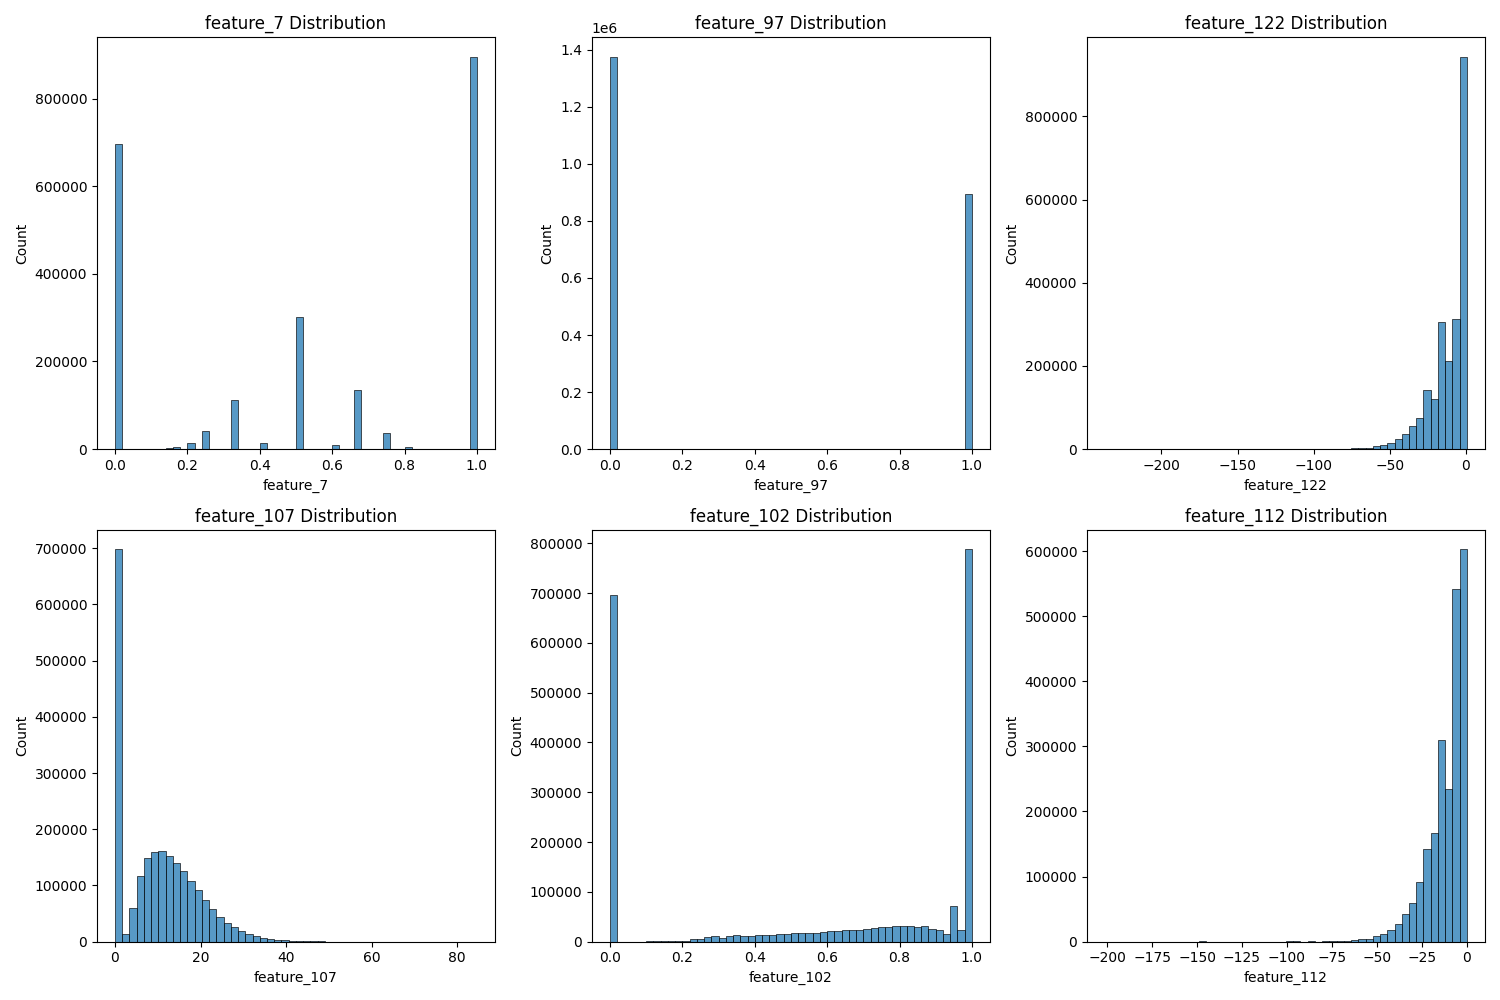 feature_7 Distribution
Count
800000
600000
400000
200000
0
0.0 0.2 0.4 0.6 0.8 1.0
feature_7
feature_97 Distribution
1e6
Count
1.4
1.2
1.0
0.8
0.6
0.4
0.2
0.0
0.0 0.2 0.4 0.6 0.8 1.0
feature_97
feature_122 Distribution
Count
800000
600000
400000
200000
0
−200 −150 −100 −50 0
feature_122
feature_107 Distribution
Count
700000
600000
500000
400000
300000
200000
100000
0
0 20 40 60 80
feature_107
feature_102 Distribution
Count
800000
700000
600000
500000
400000
300000
200000
100000
0
0.0 0.2 0.4 0.6 0.8 1.0
feature_102
feature_112 Distribution
Count
600000
500000
400000
300000
200000
100000
0
−200 −175 −150 −125 −100 −75 −50 −25 0
feature_112